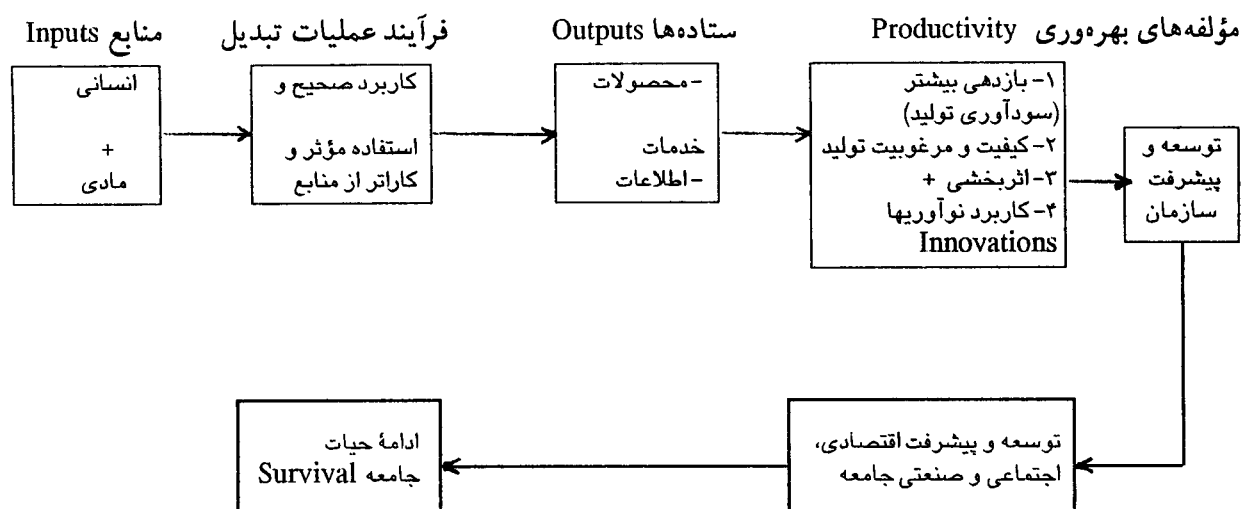 منابع Inputs
انسانی
+
مادی
فرآیند عملیات تبدیل
کاربرد صحیح و
استفاده مؤثر و
کاراتر از منابع
ستاده‌ها Outputs
-محصولات
خدمات
-اطلاعات
مؤلفه‌های بهره‌وری Productivity
۱- بازدهی بیشتر
(سودآوری تولید)
۲- کیفیت و مرغوبیت تولید
۳-اثربخشی +
۴-کاربرد نوآوریها
Innovations
توسعه و
پیشرفت
سازمان
توسعه و پیشرفت اقتصادی،
اجتماعی و صنعتی جامعه
ادامهٔ حیات
جامعه Survival